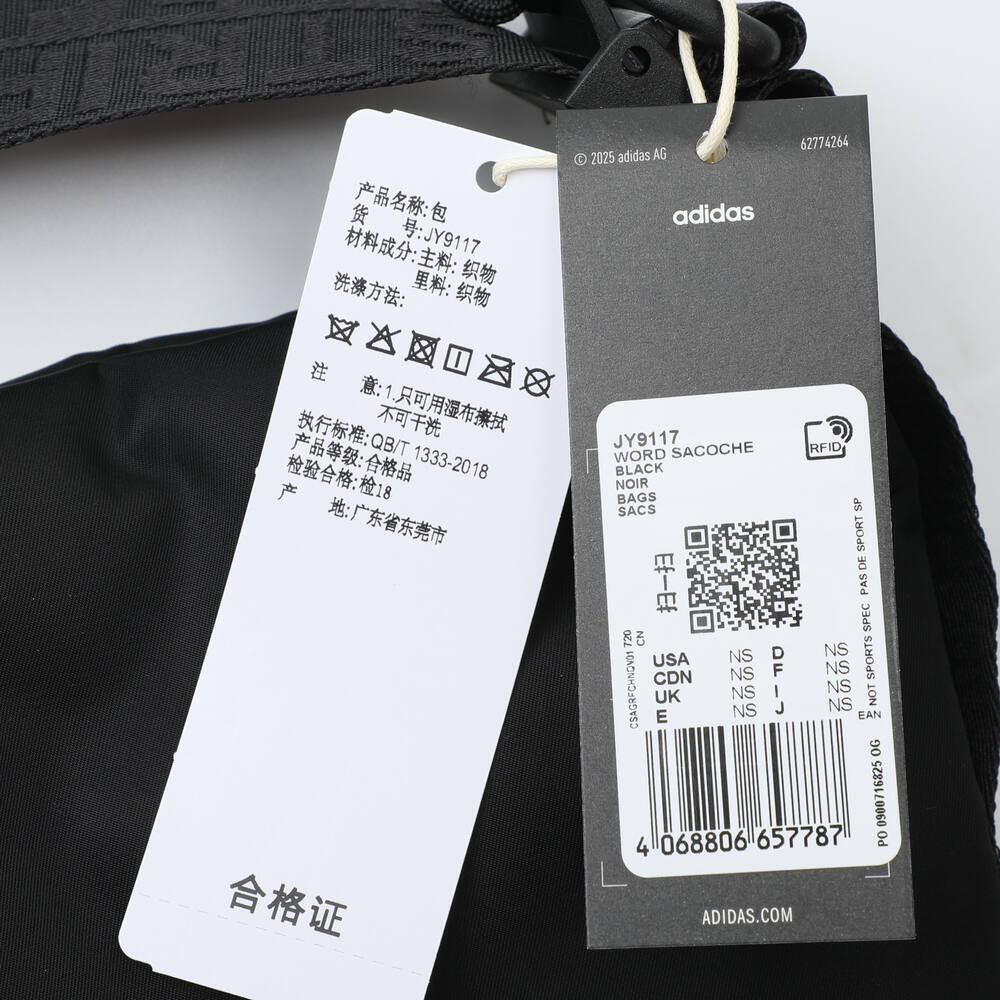 产品名称:包
货 号:JY9117
材料成分:主料: 织物
里料: 织物
洗涤方法:
注 意:1.只可用湿布擦拭
不可干洗
执行标准:QB/T 1333-2018
产品等级:合格品
检验合格:检18
产 地:广东省东莞市
合格证
© 2025 adidas AG
62774264
adidas
JY9117
WORD SACOCHE
BLACK
NOIR
BAGS
SACS
RFID
扫一扫
CSAGRFCHNQV01 720
CN
USA NS D NS
CDN NS F NS
UK NS I NS
E NS J NS
EAN
2 NOT SPORTS SPEC PAS DE SPORT SP
PO 0900716825 OG
4 068806 657787
ADIDAS.COM